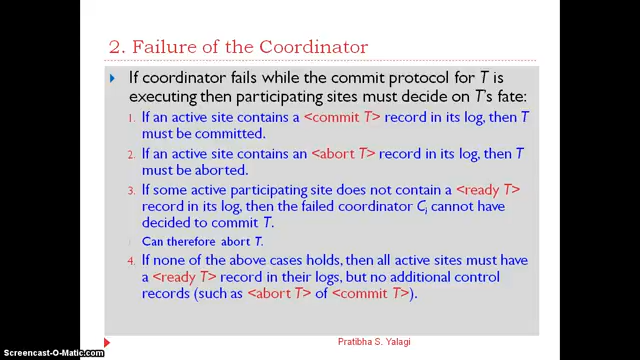 2. Failure of the Coordinator
If coordinator fails while the commit protocol for T is
executing then participating sites must decide on T's fate:
1. If an active site contains a <commit T> record in its log, then T
must be committed.
2. If an active site contains an <abort T> record in its log, then T
must be aborted.
3. If some active participating site does not contain a <ready T>
record in its log, then the failed coordinator Ci cannot have
decided to commit T.
Can therefore abort T.
4. If none of the above cases holds, then all active sites must have
a <ready T> record in their logs, but no additional control
records (such as <abort T> of <commit T>).
Pratibha S. Yalagi
Screencast-O-Matic.com